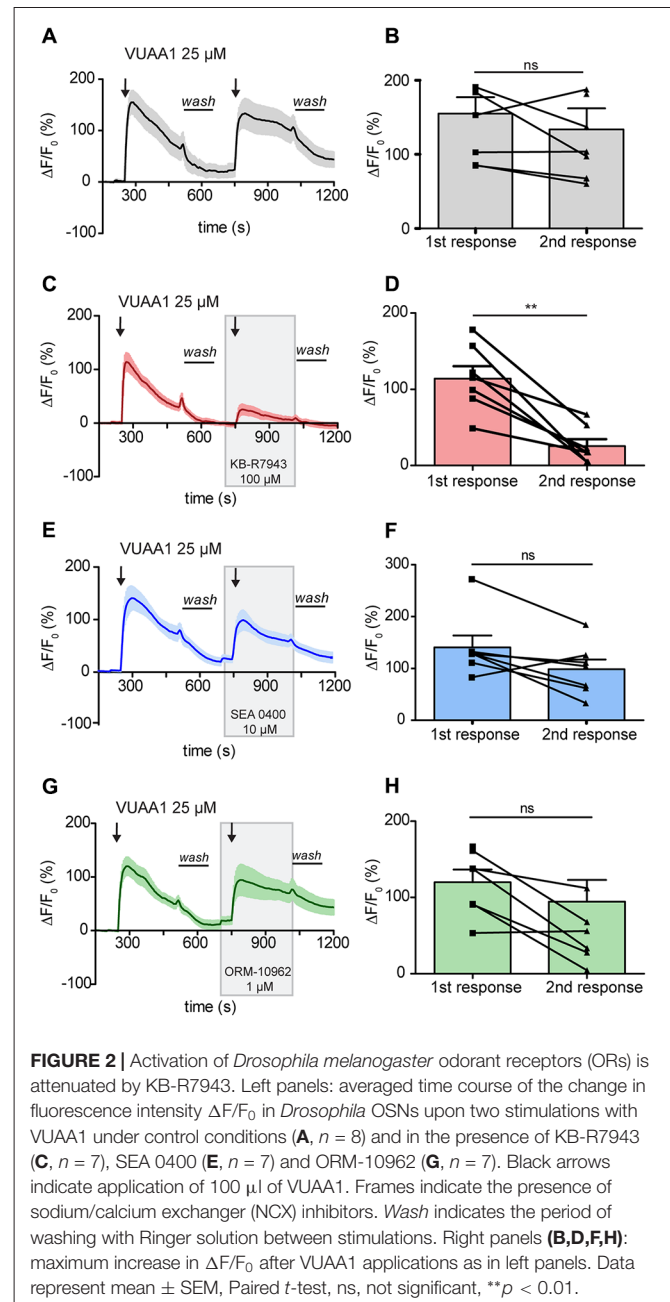 A
B
VUAA1 25 µM
ns
200
100
-100
ΔF/F0 (%)
wash
wash
300
600
900
1200
time (s)
200
100
0
ΔF/F0 (%)
1st response
2nd response
C
D
VUAA1 25 µM
**
200
100
0
-100
ΔF/F0 (%)
wash
wash
300
600
900
1200
KB-R7943
100 µM
time (s)
200
100
0
ΔF/F0 (%)
1st response
2nd response
E
F
VUAA1 25 µM
ns
200
100
0
-100
ΔF/F0 (%)
wash
wash
300
600
900
1200
SEA 0400
10 µM
time (s)
300
200
100
0
ΔF/F0 (%)
1st response
2nd response
G
H
VUAA1 25 µM
ns
200
100
0
-100
ΔF/F0 (%)
wash
wash
300
600
900
1200
ORM-10962
1 µM
time (s)
200
100
0
ΔF/F0 (%)
1st response
2nd response
FIGURE 2 | Activation of Drosophila melanogaster odorant receptors (ORs) is
attenuated by KB-R7943. Left panels: averaged time course of the change in
fluorescence intensity ΔF/F0 in Drosophila OSNs upon two stimulations with
VUAA1 under control conditions (A, n = 8) and in the presence of KB-R7943
(C, n = 7), SEA 0400 (E, n = 7) and ORM-10962 (G, n = 7). Black arrows
indicate application of 100 µl of VUAA1. Frames indicate the presence of
sodium/calcium exchanger (NCX) inhibitors. Wash indicates the period of
washing with Ringer solution between stimulations. Right panels (B,D,F,H):
maximum increase in ΔF/F0 after VUAA1 applications as in left panels. Data
represent mean ± SEM, Paired t-test, ns, not significant, **p < 0.01.